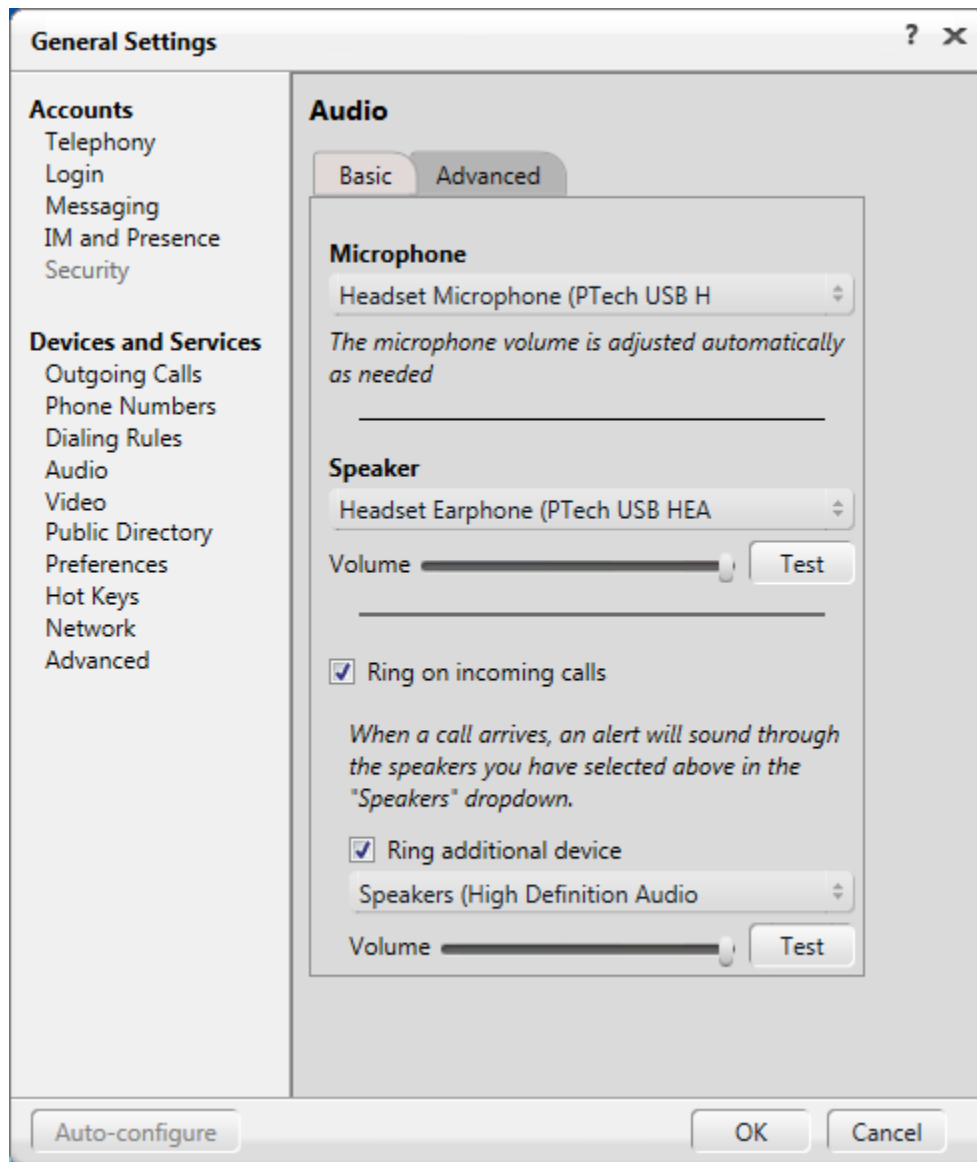 General Settings
?
Accounts
Telephony
Login
Messaging
IM and Presence
Security
Devices and Services
Outgoing Calls
Phone Numbers
Dialing Rules
Audio
Video
Public Directory
Preferences
Hot Keys
Network
Advanced
Audio
Basic
Advanced
Microphone
Headset Microphone (PTech USB H
The microphone volume is adjusted automatically
as needed
Speaker
Headset Earphone (PTech USB HEA
Volume
Test
Ring on incoming calls
When a call arrives, an alert will sound through
the speakers you have selected above in the
"Speakers" dropdown.
Ring additional device
Speakers (High Definition Audio
Volume
Test
Auto-configure
OK
Cancel